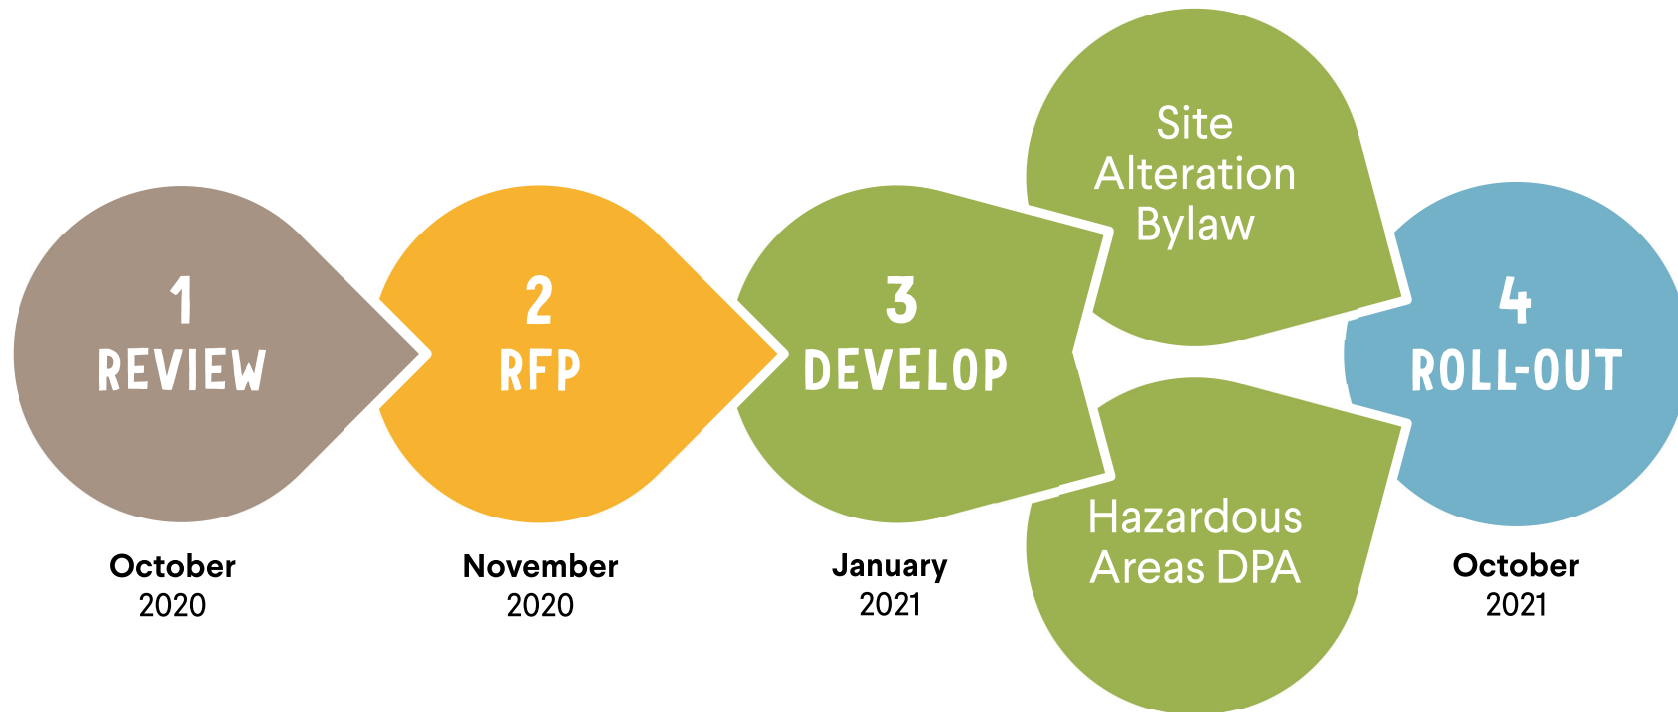 1
REVIEW
October
2020
2
RFP
November
2020
3
DEVELOP
January
2021
Site
Alteration
Bylaw
Hazardous
Areas DPA
4
ROLL-OUT
October
2021